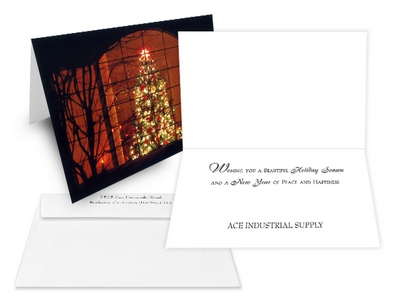 Wishing you a Beautiful Holiday Season
and a New Year of Peace and Happiness
ACE INDUSTRIAL SUPPLY